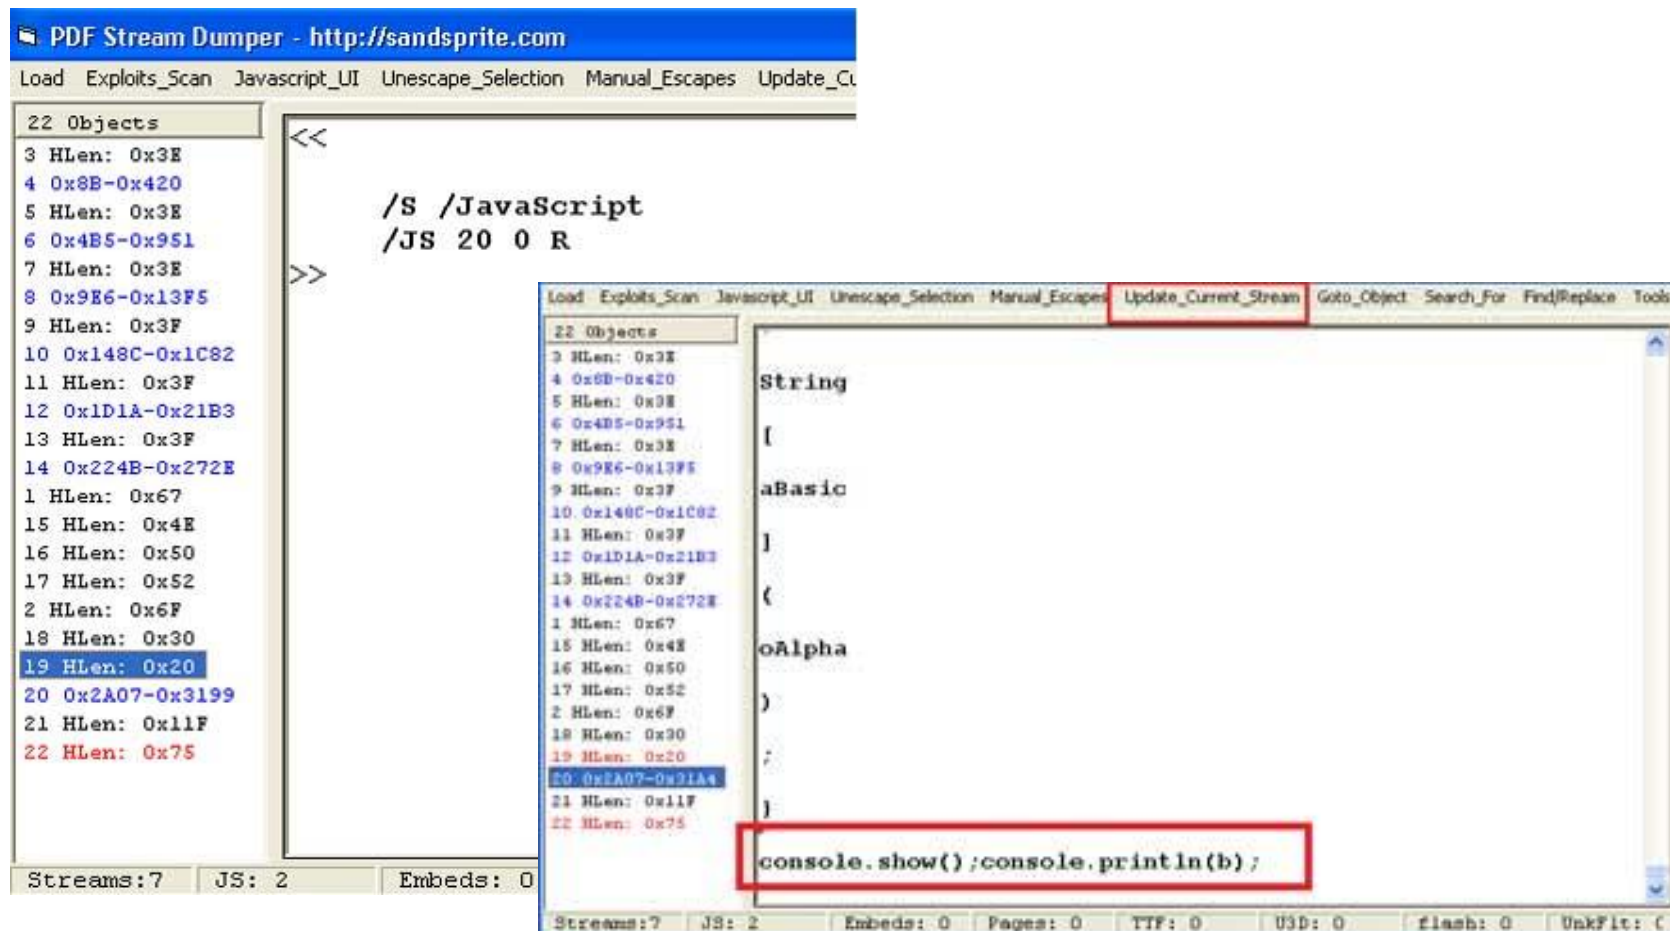 PDF Stream Dumper - http://sandsprite.com
Load Exploits_Scan Javascript_UI Unescape_Selection Manual_Escapes Update_Cu
22 Objects
3 HLen: 0x3E
4 0x8B-0x420
5 HLen: 0x3E
6 0x4B5-0x951
7 HLen: 0x3E
8 0x9E6-0x13F5
9 HLen: 0x3F
10 0x148C-0x1C82
11 HLen: 0x3F
12 0x1D1A-0x21B3
13 HLen: 0x3F
14 0x224B-0x272E
1 HLen: 0x67
15 HLen: 0x4E
16 HLen: 0x50
17 HLen: 0x52
2 HLen: 0x6F
18 HLen: 0x30
19 HLen: 0x20
20 0x2A07-0x3199
21 HLen: 0x11F
22 HLen: 0x75
<<
/S /JavaScript
/JS 20 0 R
>>
Streams:7 JS: 2 Embeds: 0
Load Exploits_Scan Javascript_UI Unescape_Selection Manual_Escapes Update_Current_Stream Goto_Object Search_For Find/Replace Tools
22 Objects
3 HLen: 0x3E
4 0x8B-0x420
5 HLen: 0x3E
6 0x4B5-0x951
7 HLen: 0x3E
8 0x9E6-0x13F5
9 HLen: 0x3F
10 0x148C-0x1C82
11 HLen: 0x3F
12 0x1D1A-0x21B3
13 HLen: 0x3F
14 0x224B-0x272E
1 HLen: 0x67
15 HLen: 0x4E
16 HLen: 0x50
17 HLen: 0x52
2 HLen: 0x6F
18 HLen: 0x30
19 HLen: 0x20
20 0x2A07-0x31A4
21 HLen: 0x11F
22 HLen: 0x75
String
[
aBasic
]
(
oAlpha
)
;
}
console.show();console.println(b);
Streams:7 JS: 2 Embeds: 0 Pages: 0 TTF: 0 U3D: 0 flash: 0 UnkFlt: